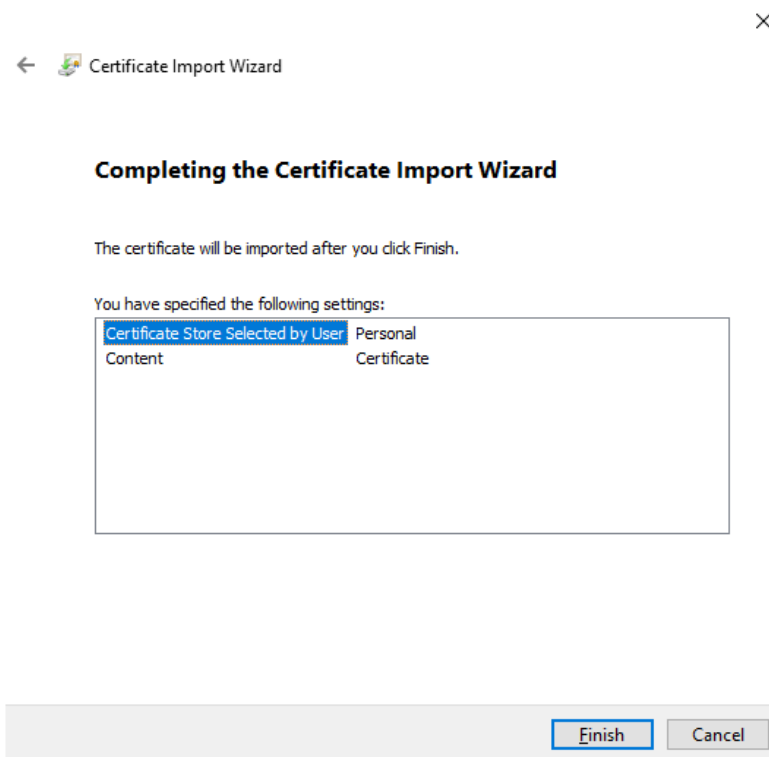 Certificate Import Wizard
Completing the Certificate Import Wizard
The certificate will be imported after you click Finish.
You have specified the following settings:
Certificate Store Selected by User Personal
Content Certificate
Finish Cancel